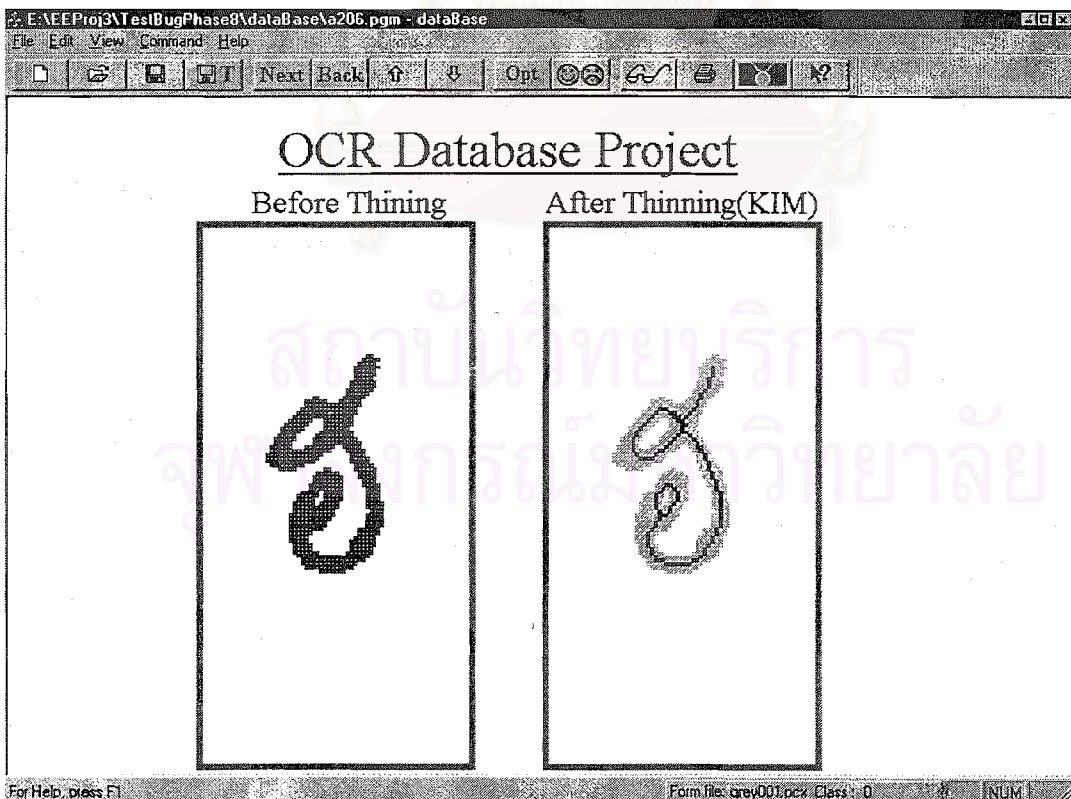 E:\EEProj3\TestBugPhase8\dataBase\a206.pgm - dataBase
File Edit View Command Help
T Next Back Opt
OCR Database Project
Before Thining After Thinning(KIM)
สถาบันวิทยบริการ
จุฬาลงกรณ์มหาวิทยาลัย
For Help, press F1 Form file: grey001.pcx Class : 0 NUM